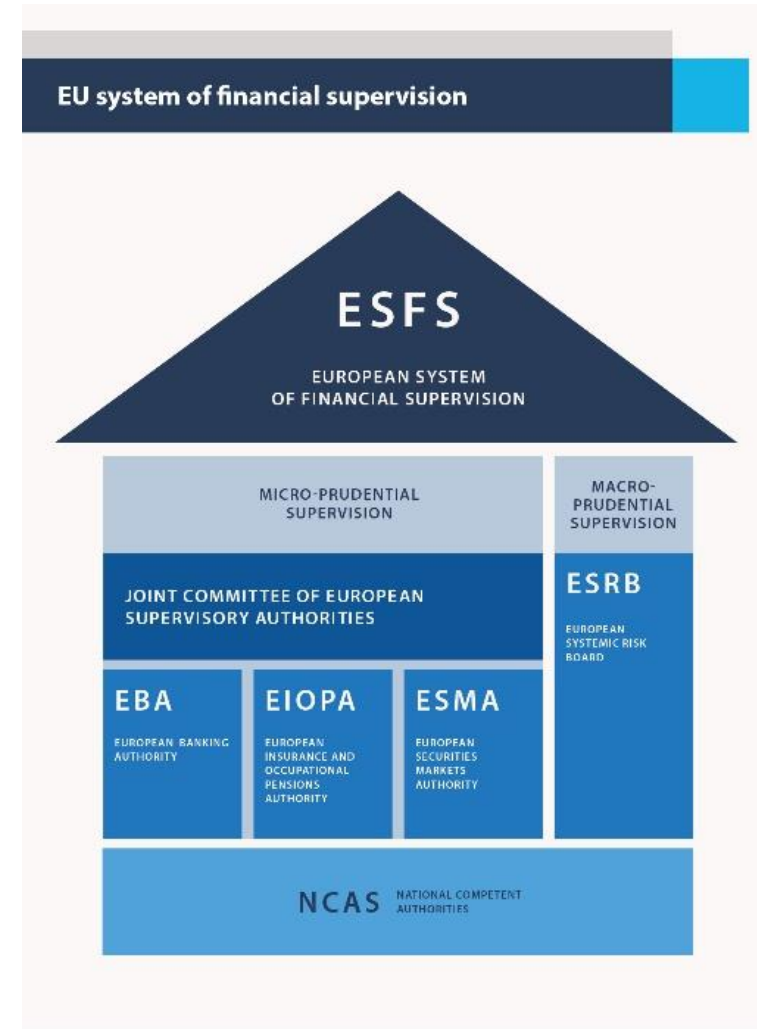 EU system of financial supervision
ESFS
EUROPEAN SYSTEM
OF FINANCIAL SUPERVISION
MICRO-PRUDENTIAL
SUPERVISION
MACRO-
PRUDENTIAL
SUPERVISION
JOINT COMMITTEE OF EUROPEAN
SUPERVISORY AUTHORITIES
ESRB
EUROPEAN
SYSTEMIC RISK
BOARD
EBA
EUROPEAN BANKING
AUTHORITY
EIOPA
EUROPEAN
INSURANCE AND
OCCUPATIONAL
PENSIONS
AUTHORITY
ESMA
EUROPEAN
SECURITIES
MARKETS
AUTHORITY
NCAS
NATIONAL COMPETENT
AUTHORITIES